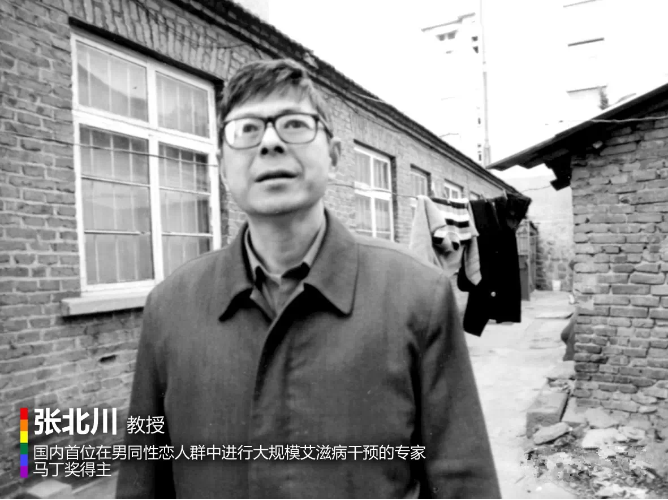 张北川 教授
国内首位在男同性恋人群中进行大规模艾滋病干预的专家
马丁奖得主